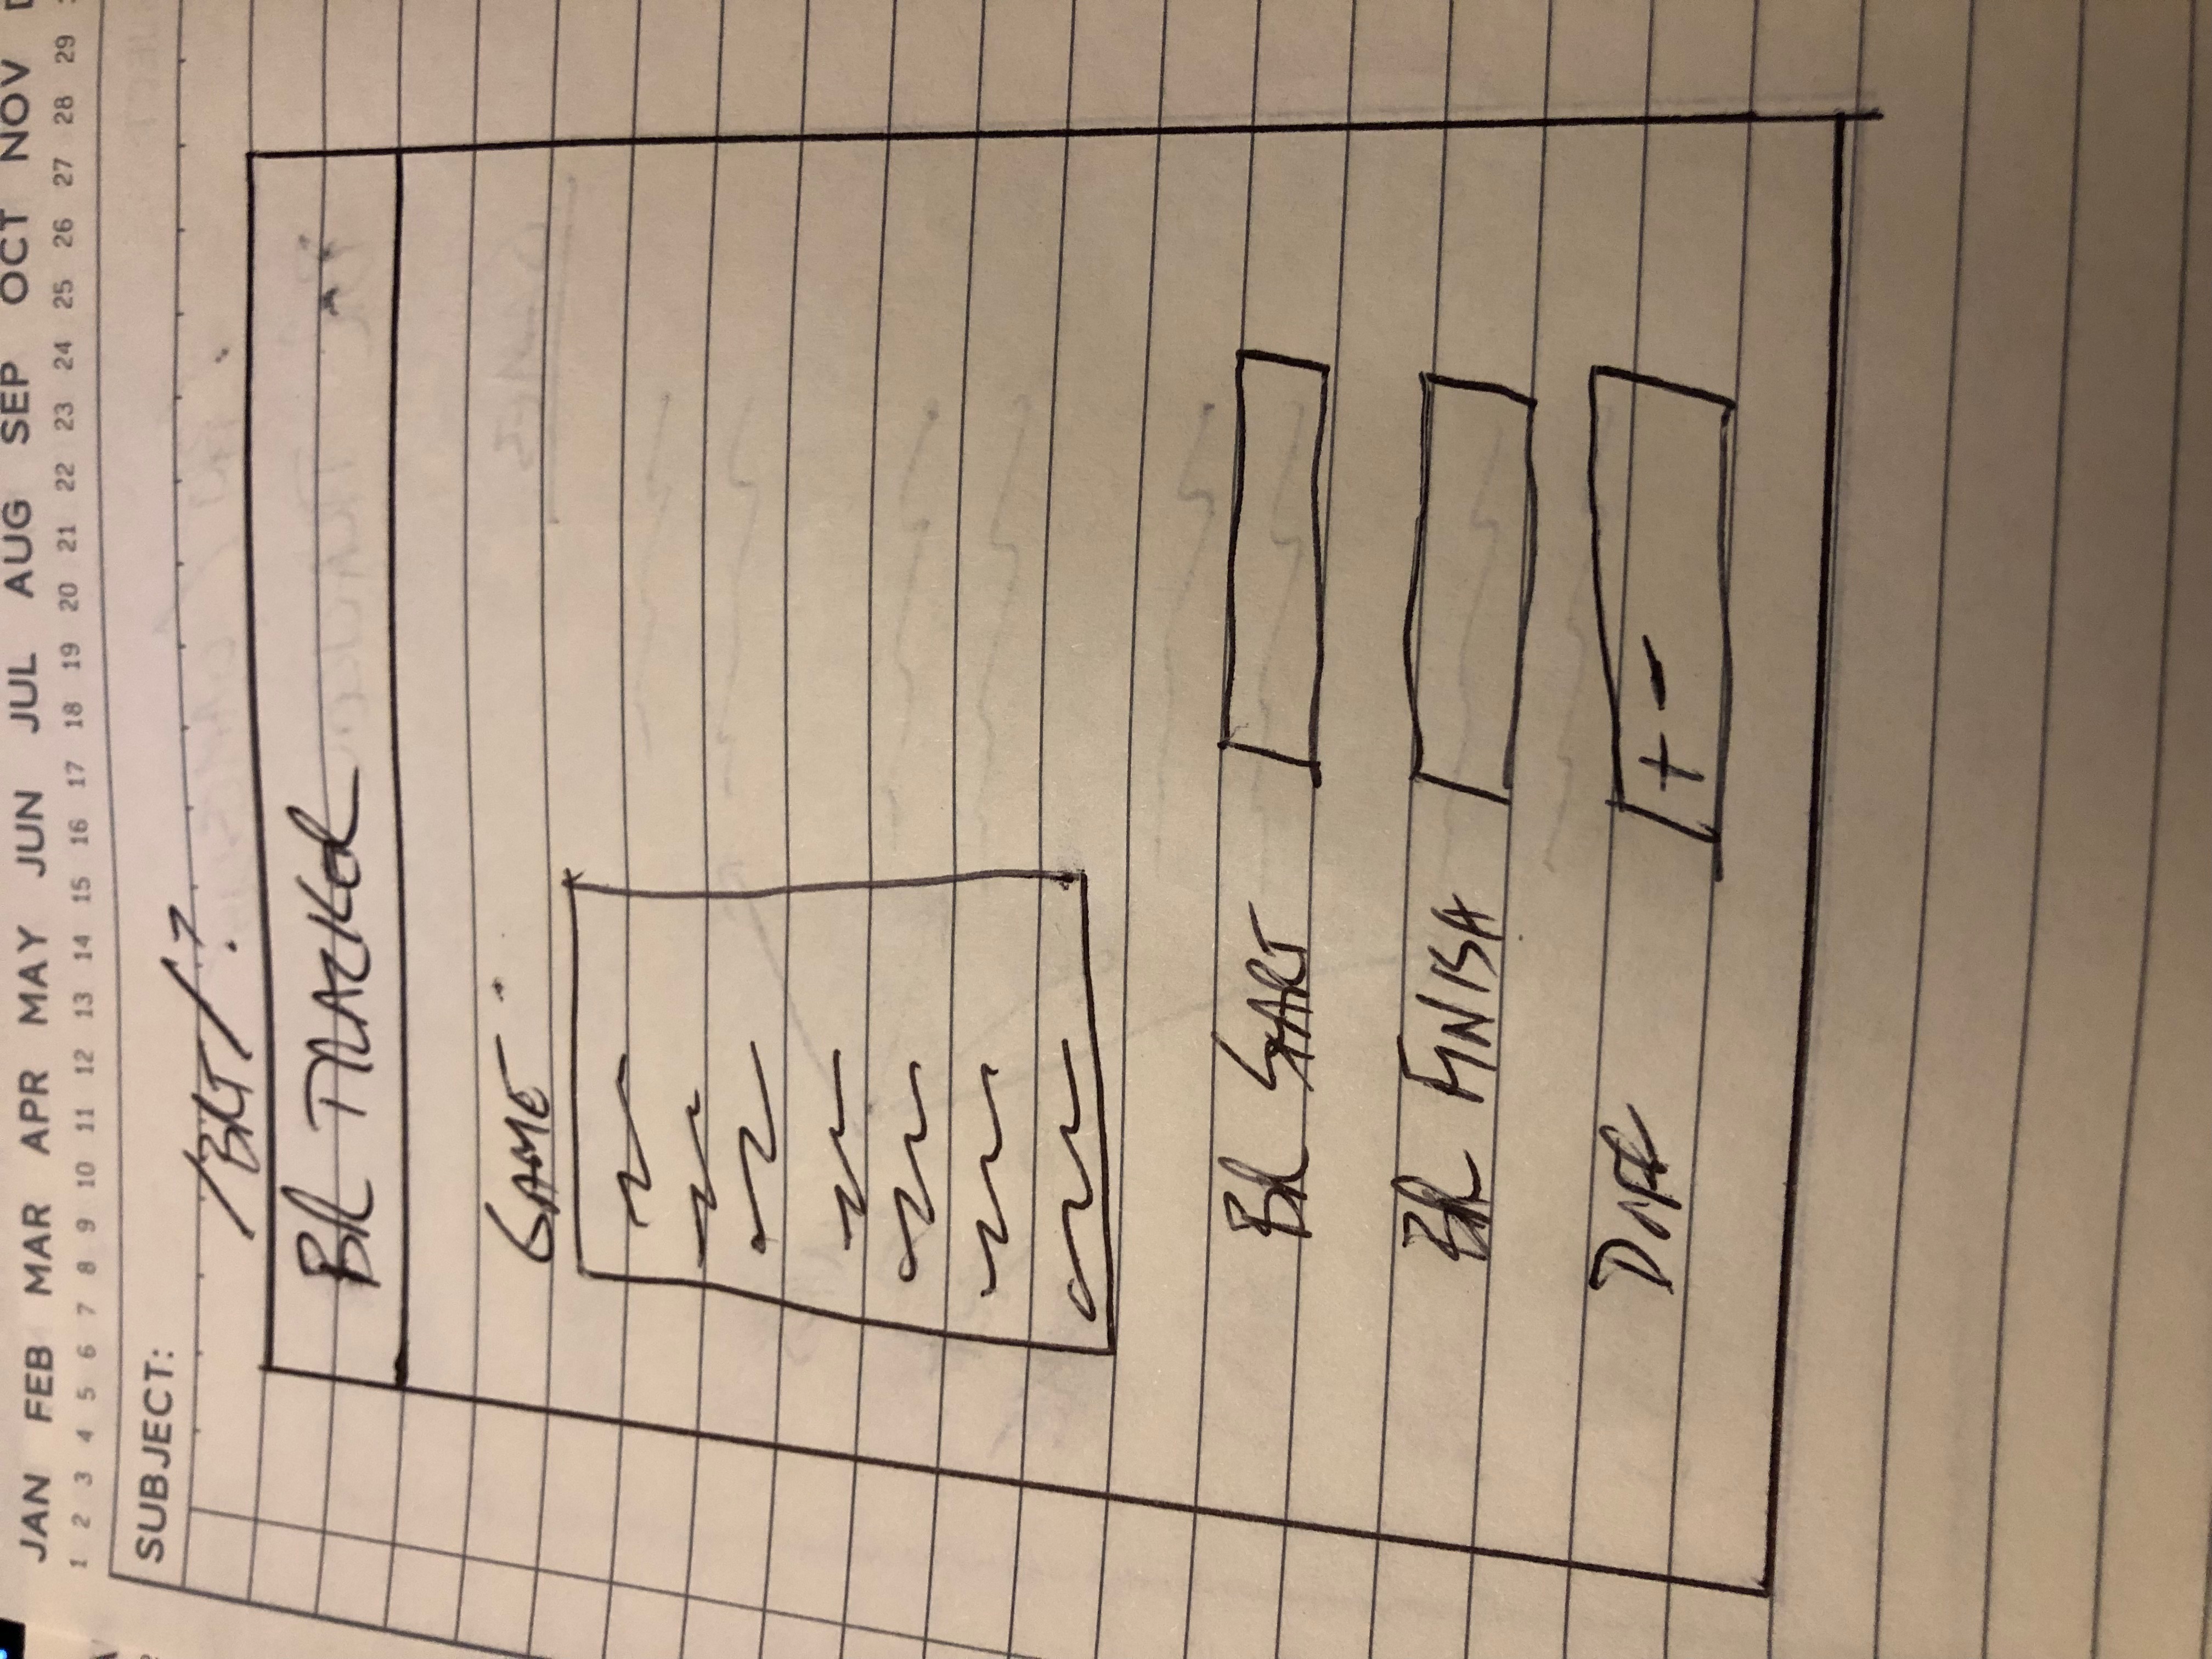 JAN FEB MAR APR MAY JUN JUL AUG SEP OCT NOV
1 2 3 4 5 6 7 8 9 10 11 12 13 14 15 16 17 18 19 20 21 22 23 24 25 26 27 28 29
SUBJECT:
/BRT/?
BR TRACKER
GAME
BR START
BR FINISH
DIFF
+ -